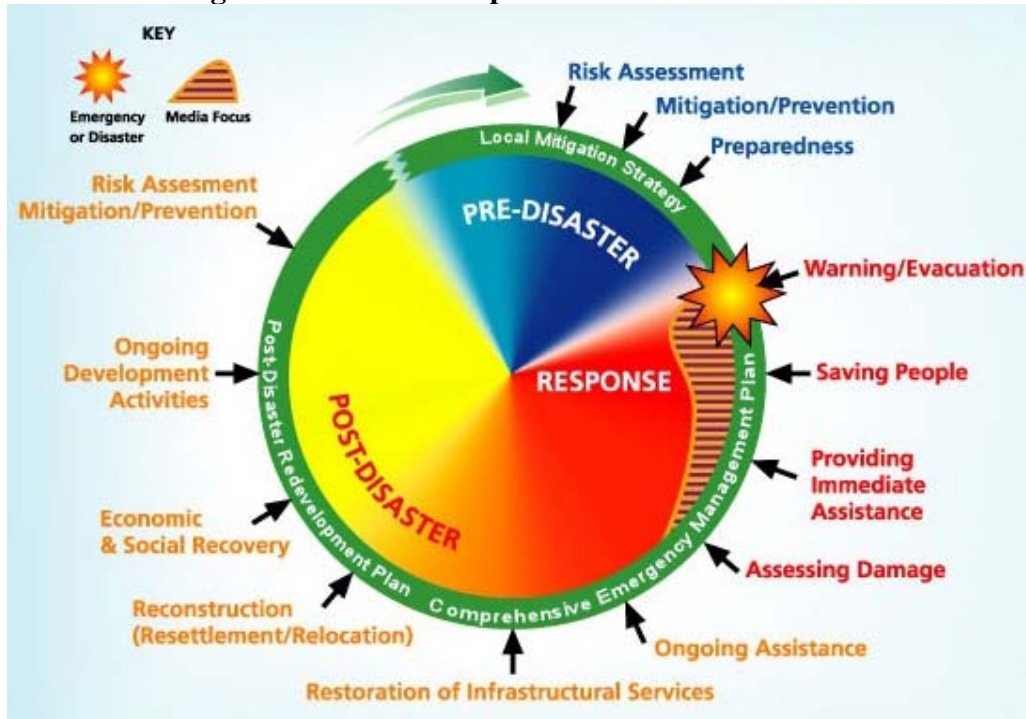 KEY
Emergency
or Disaster
Media Focus
Risk Assessment
Mitigation/Prevention
Preparedness
Local Mitigation Strategy
PRE-DISASTER
Warning/Evacuation
RESPONSE
Saving People
Providing
Immediate
Assistance
Assessing Damage
Comprehensive Emergency Management Plan
Ongoing Assistance
Restoration of Infrastructural Services
Reconstruction
(Resettlement/Relocation)
Economic
& Social Recovery
POST-DISASTER
Post-Disaster Redevelopment Plan
Ongoing
Development
Activities
Risk Assesment
Mitigation/Prevention